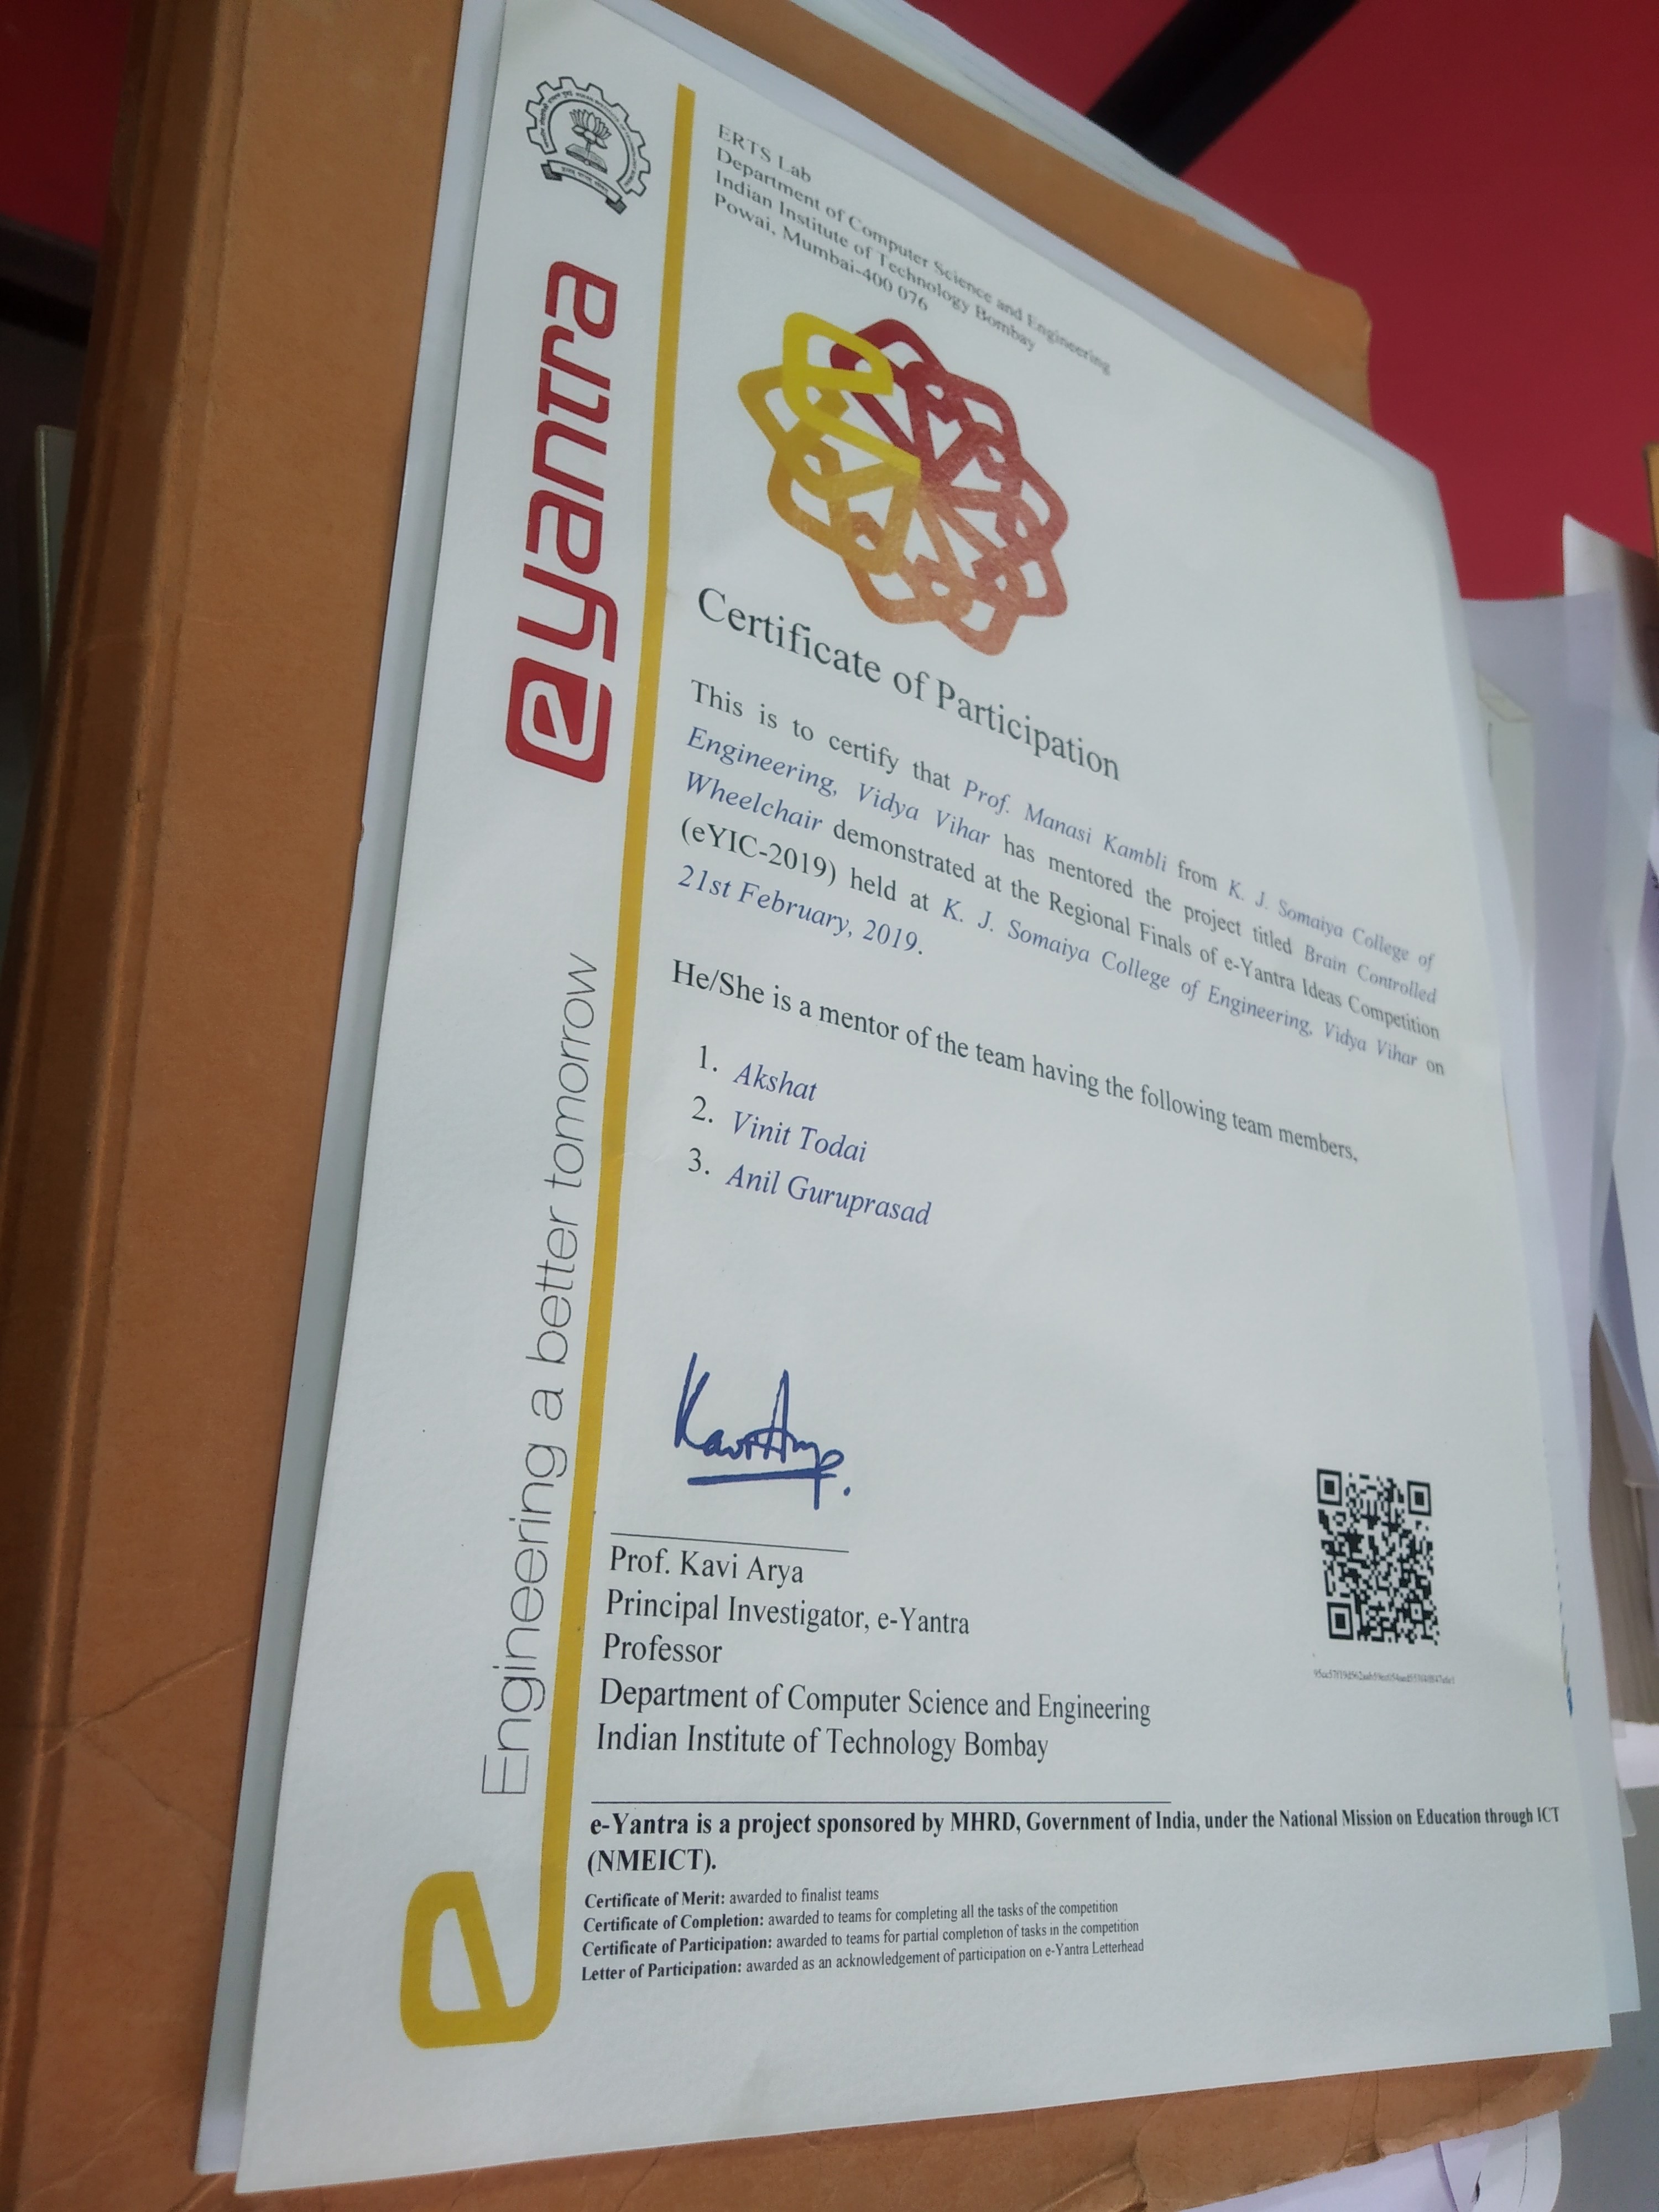 ERTS Lab
Department of Computer Science and Engineering
Indian Institute of Technology Bombay
Powai, Mumbai-400 076
eyantra
Engineering a better tomorrow
Certificate of Participation
This is to certify that Prof. Manasi Kambli from K. J. Somaiya College of
Engineering, Vidya Vihar has mentored the project titled Brain Controlled
Wheelchair demonstrated at the Regional Finals of e-Yantra Ideas Competition
(eYIC-2019) held at K. J. Somaiya College of Engineering, Vidya Vihar on
21st February, 2019.
He/She is a mentor of the team having the following team members,
1. Akshat
2. Vinit Todai
3. Anil Guruprasad
Kavi Arya.
Prof. Kavi Arya
Principal Investigator, e-Yantra
Professor
Department of Computer Science and Engineering
Indian Institute of Technology Bombay
e-Yantra is a project sponsored by MHRD, Government of India, under the National Mission on Education through ICT
(NMEICT).
Certificate of Merit: awarded to finalist teams
Certificate of Completion: awarded to teams for completing all the tasks of the competition
Certificate of Participation: awarded to teams for partial completion of tasks in the competition
Letter of Participation: awarded as an acknowledgement of participation on e-Yantra Letterhead